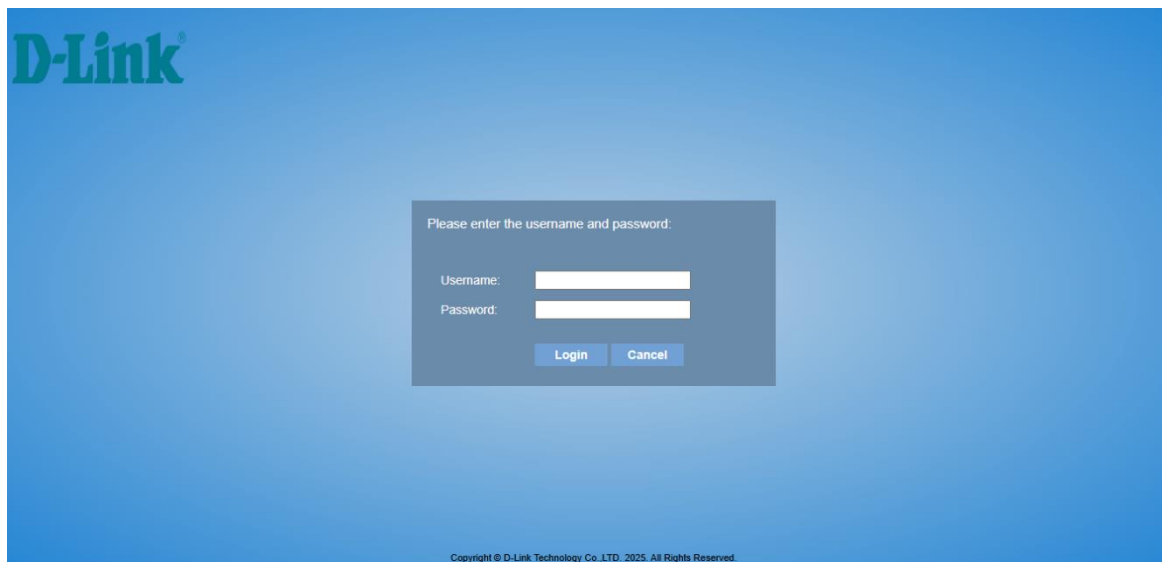 D-Link®
Please enter the username and password:
Username:
Password:
Login Cancel
Copyright © D-Link Technology Co.,LTD. 2025. All Rights Reserved.